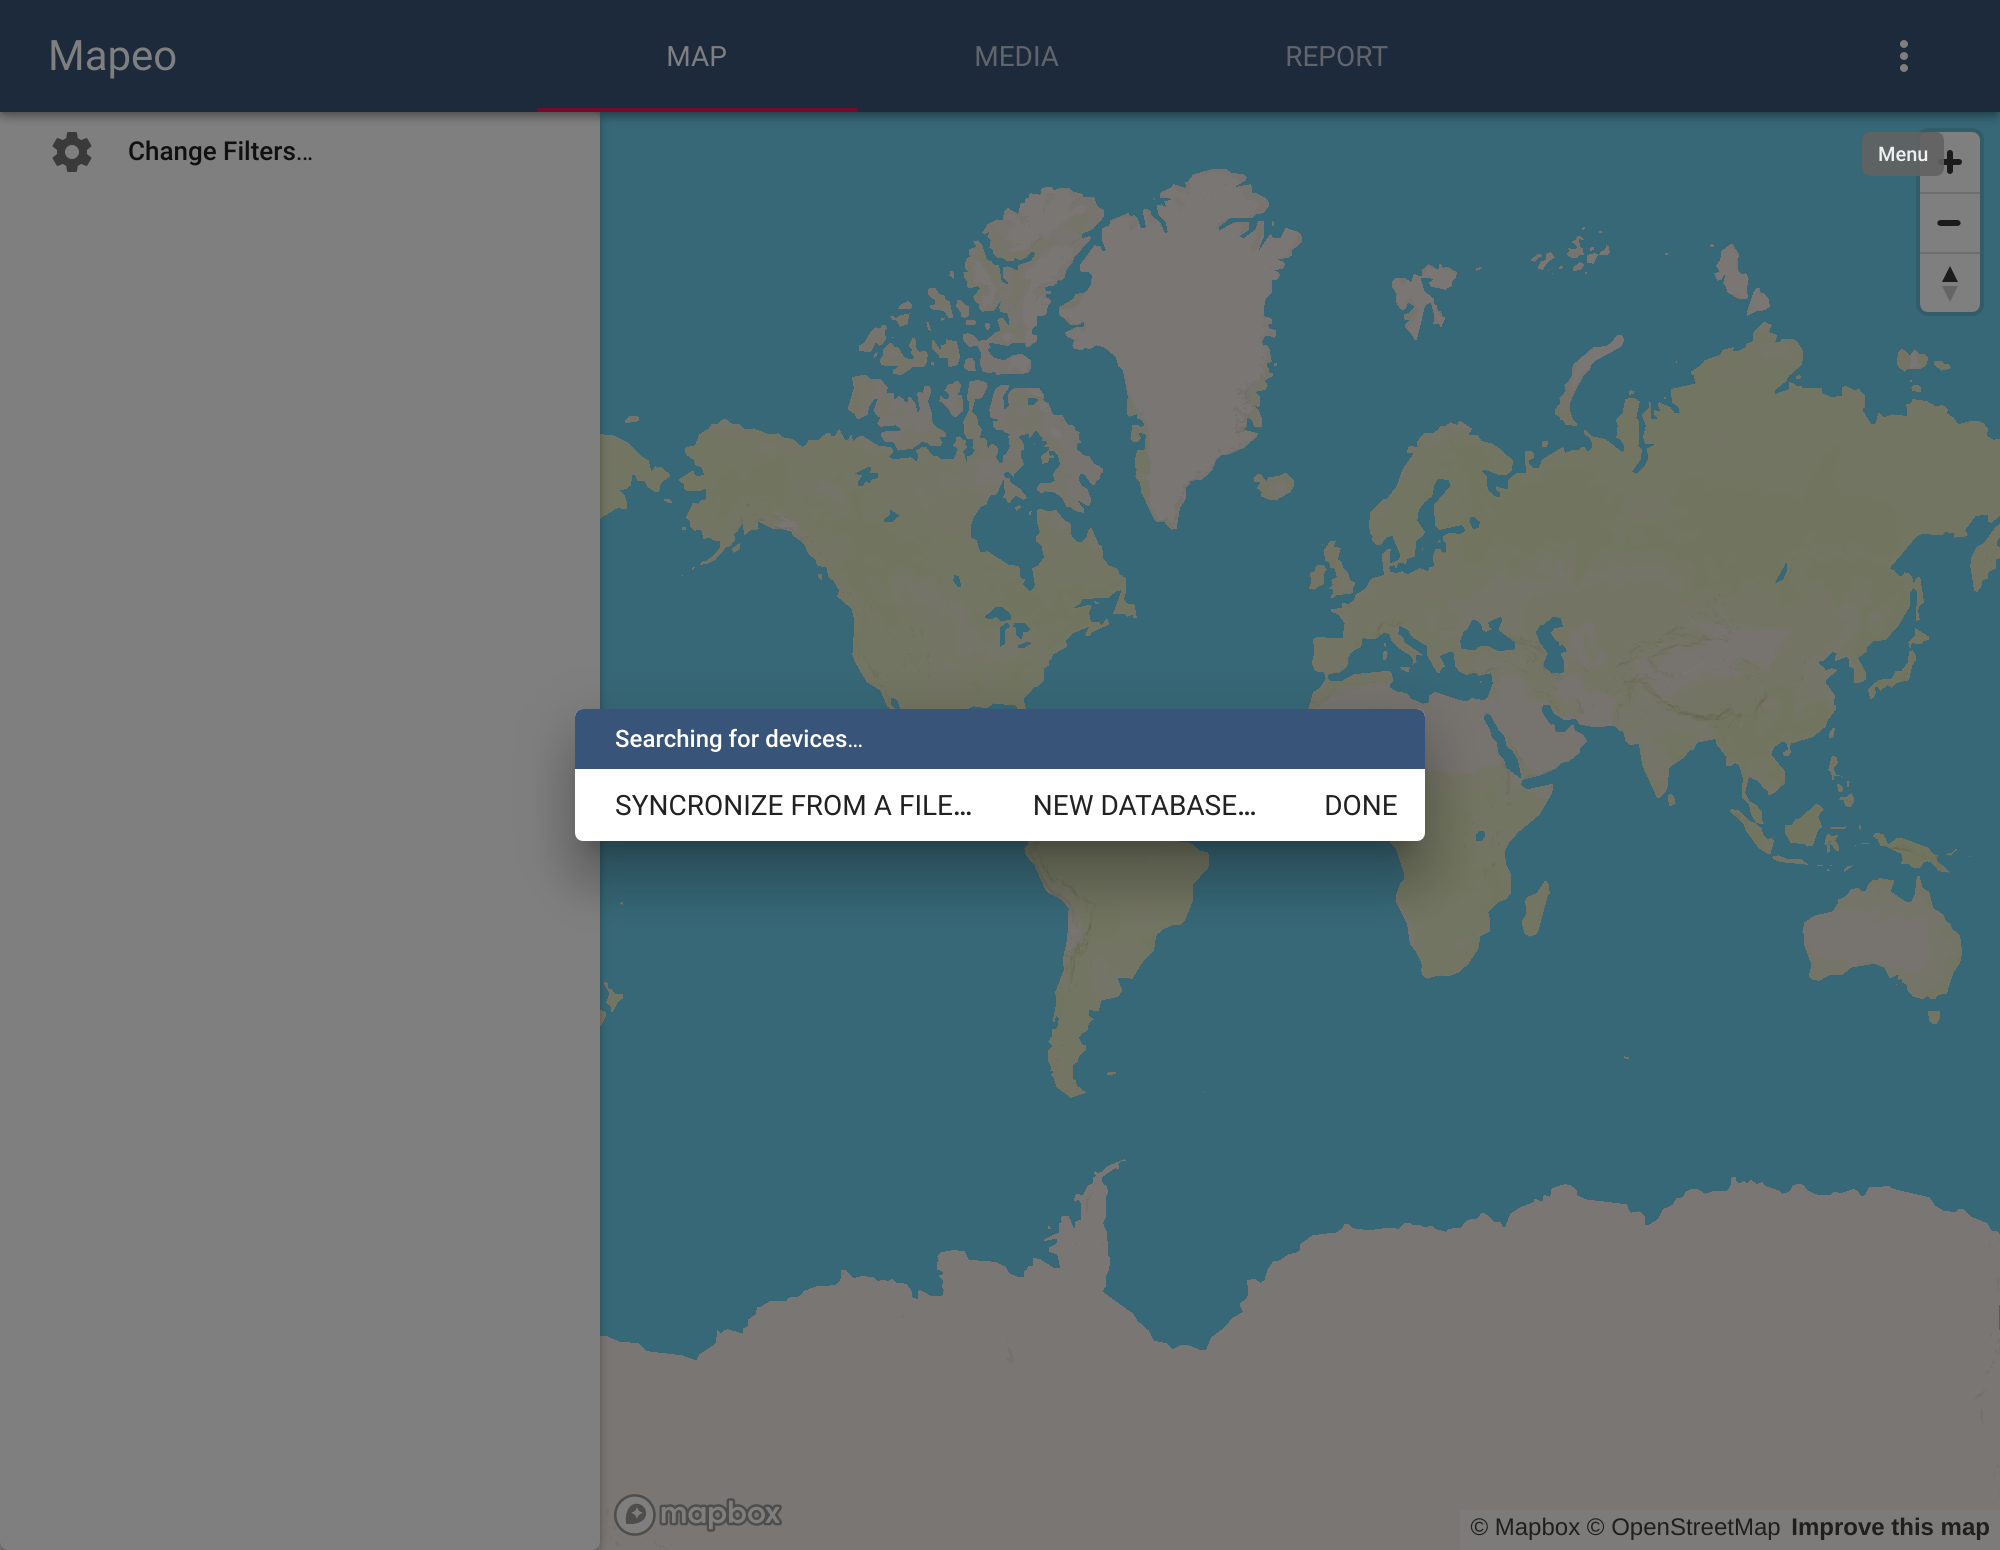 Mapeo
MAP
MEDIA
REPORT
Change Filters...
Menu
Searching for devices...
SYNCRONIZE FROM A FILE...
NEW DATABASE...
DONE
mapbox
© Mapbox © OpenStreetMap Improve this map